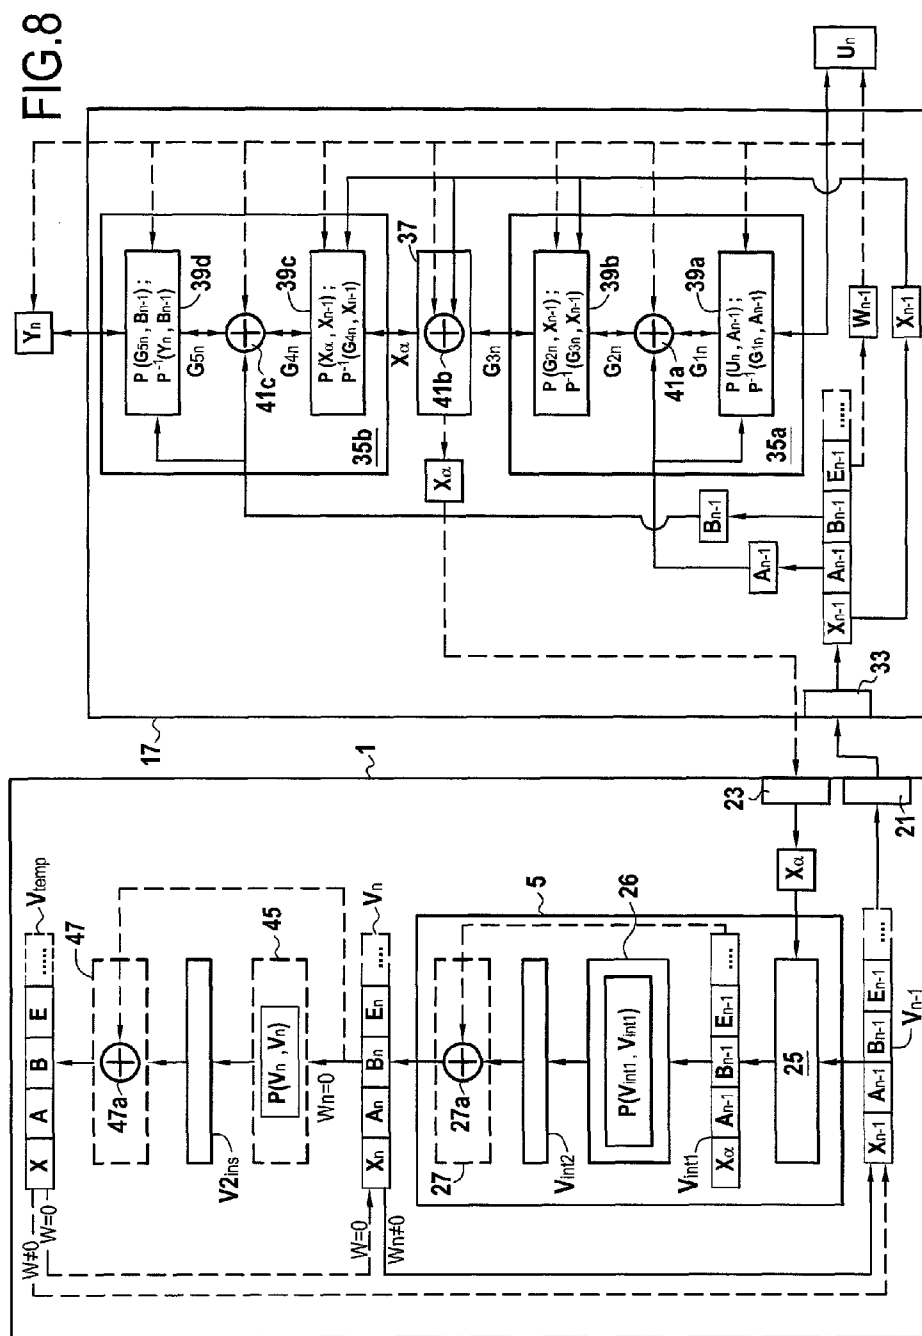 FIG.8
17
1
Yn
P (G5n , Bn-1) ;
P-1(Yn , Bn-1)
39d
G5n
41c
G4n
39c
P (Xα , Xn-1) ;
P-1(G4n , Xn-1)
35b
Xα
37
41b
Xα
G3n
P (G2n , Xn-1) ;
P-1(G3n , Xn-1)
39b
G2n
41a
G1n
39a
P (Un , An-1) ;
P-1(G1n , An-1)
35a
Un
Wn-1
Xn-1
Bn-1
An-1
Xn-1 An-1 Bn-1 En-1 .....
33
23
21
Xα
Vtemp
X A B E .....
W≠0
W=0
47
47a
V2ins
45
P(Vn , Vn)
Wn=0
Vn
Xn An Bn En ....
W=0
Wn≠0
5
27
27a
Vint2
26
P(Vint1 , Vint1)
Vint1
Xα An-1 Bn-1 En-1 ....
25
Xn-1 An-1 Bn-1 En-1 ....
Vn-1